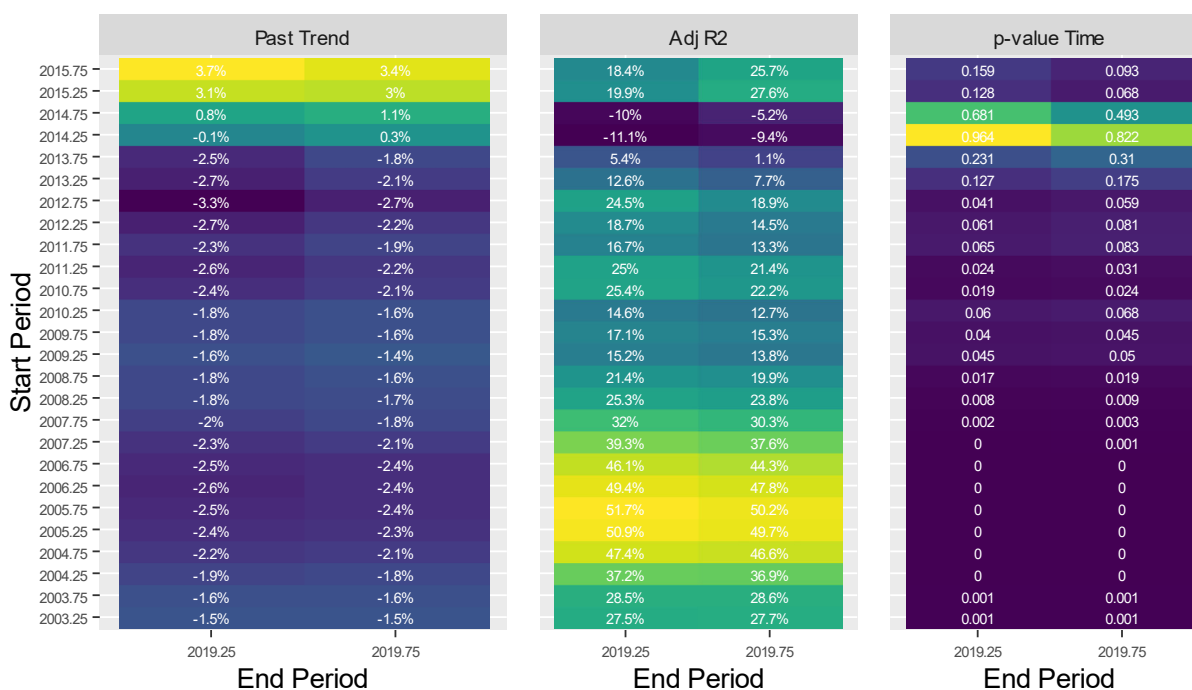 Past Trend Adj R2 p-value Time
2015.75 3.7% 3.4% 18.4% 25.7% 0.159 0.093
2015.25 3.1% 3% 19.9% 27.6% 0.128 0.068
2014.75 0.8% 1.1% -10% -5.2% 0.681 0.493
2014.25 -0.1% 0.3% -11.1% -9.4% 0.964 0.822
2013.75 -2.5% -1.8% 5.4% 1.1% 0.231 0.31
2013.25 -2.7% -2.1% 12.6% 7.7% 0.127 0.175
2012.75 -3.3% -2.7% 24.5% 18.9% 0.041 0.059
2012.25 -2.7% -2.2% 18.7% 14.5% 0.061 0.081
2011.75 -2.3% -1.9% 16.7% 13.3% 0.065 0.083
2011.25 -2.6% -2.2% 25% 21.4% 0.024 0.031
2010.75 -2.4% -2.1% 25.4% 22.2% 0.019 0.024
2010.25 -1.8% -1.6% 14.6% 12.7% 0.06 0.068
2009.75 -1.8% -1.6% 17.1% 15.3% 0.04 0.045
2009.25 -1.6% -1.4% 15.2% 13.8% 0.045 0.05
2008.75 -1.8% -1.6% 21.4% 19.9% 0.017 0.019
2008.25 -1.8% -1.7% 25.3% 23.8% 0.008 0.009
2007.75 -2% -1.8% 32% 30.3% 0.002 0.003
2007.25 -2.3% -2.1% 39.3% 37.6% 0 0.001
2006.75 -2.5% -2.4% 46.1% 44.3% 0 0
2006.25 -2.6% -2.4% 49.4% 47.8% 0 0
2005.75 -2.5% -2.4% 51.7% 50.2% 0 0
2005.25 -2.4% -2.3% 50.9% 49.7% 0 0
2004.75 -2.2% -2.1% 47.4% 46.6% 0 0
2004.25 -1.9% -1.8% 37.2% 36.9% 0 0
2003.75 -1.6% -1.6% 28.5% 28.6% 0.001 0.001
2003.25 -1.5% -1.5% 27.5% 27.7% 0.001 0.001
Start Period
2019.25 2019.75 2019.25 2019.75 2019.25 2019.75
End Period End Period End Period